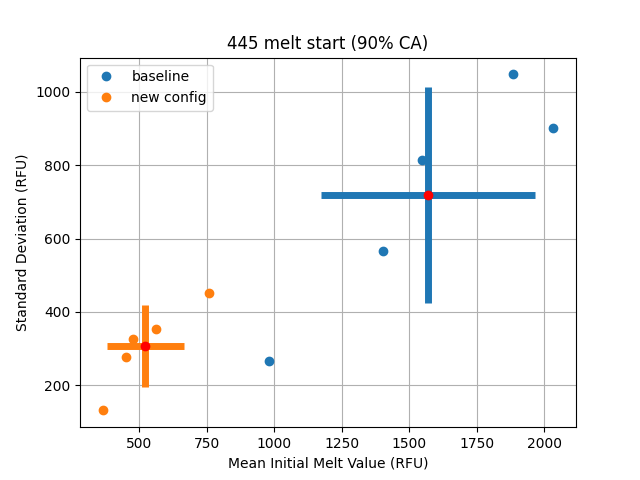 445 melt start (90% CA)
baseline
new config
1000
800
600
400
200
Standard Deviation (RFU)
500
750
1000
1250
1500
1750
2000
Mean Initial Melt Value (RFU)